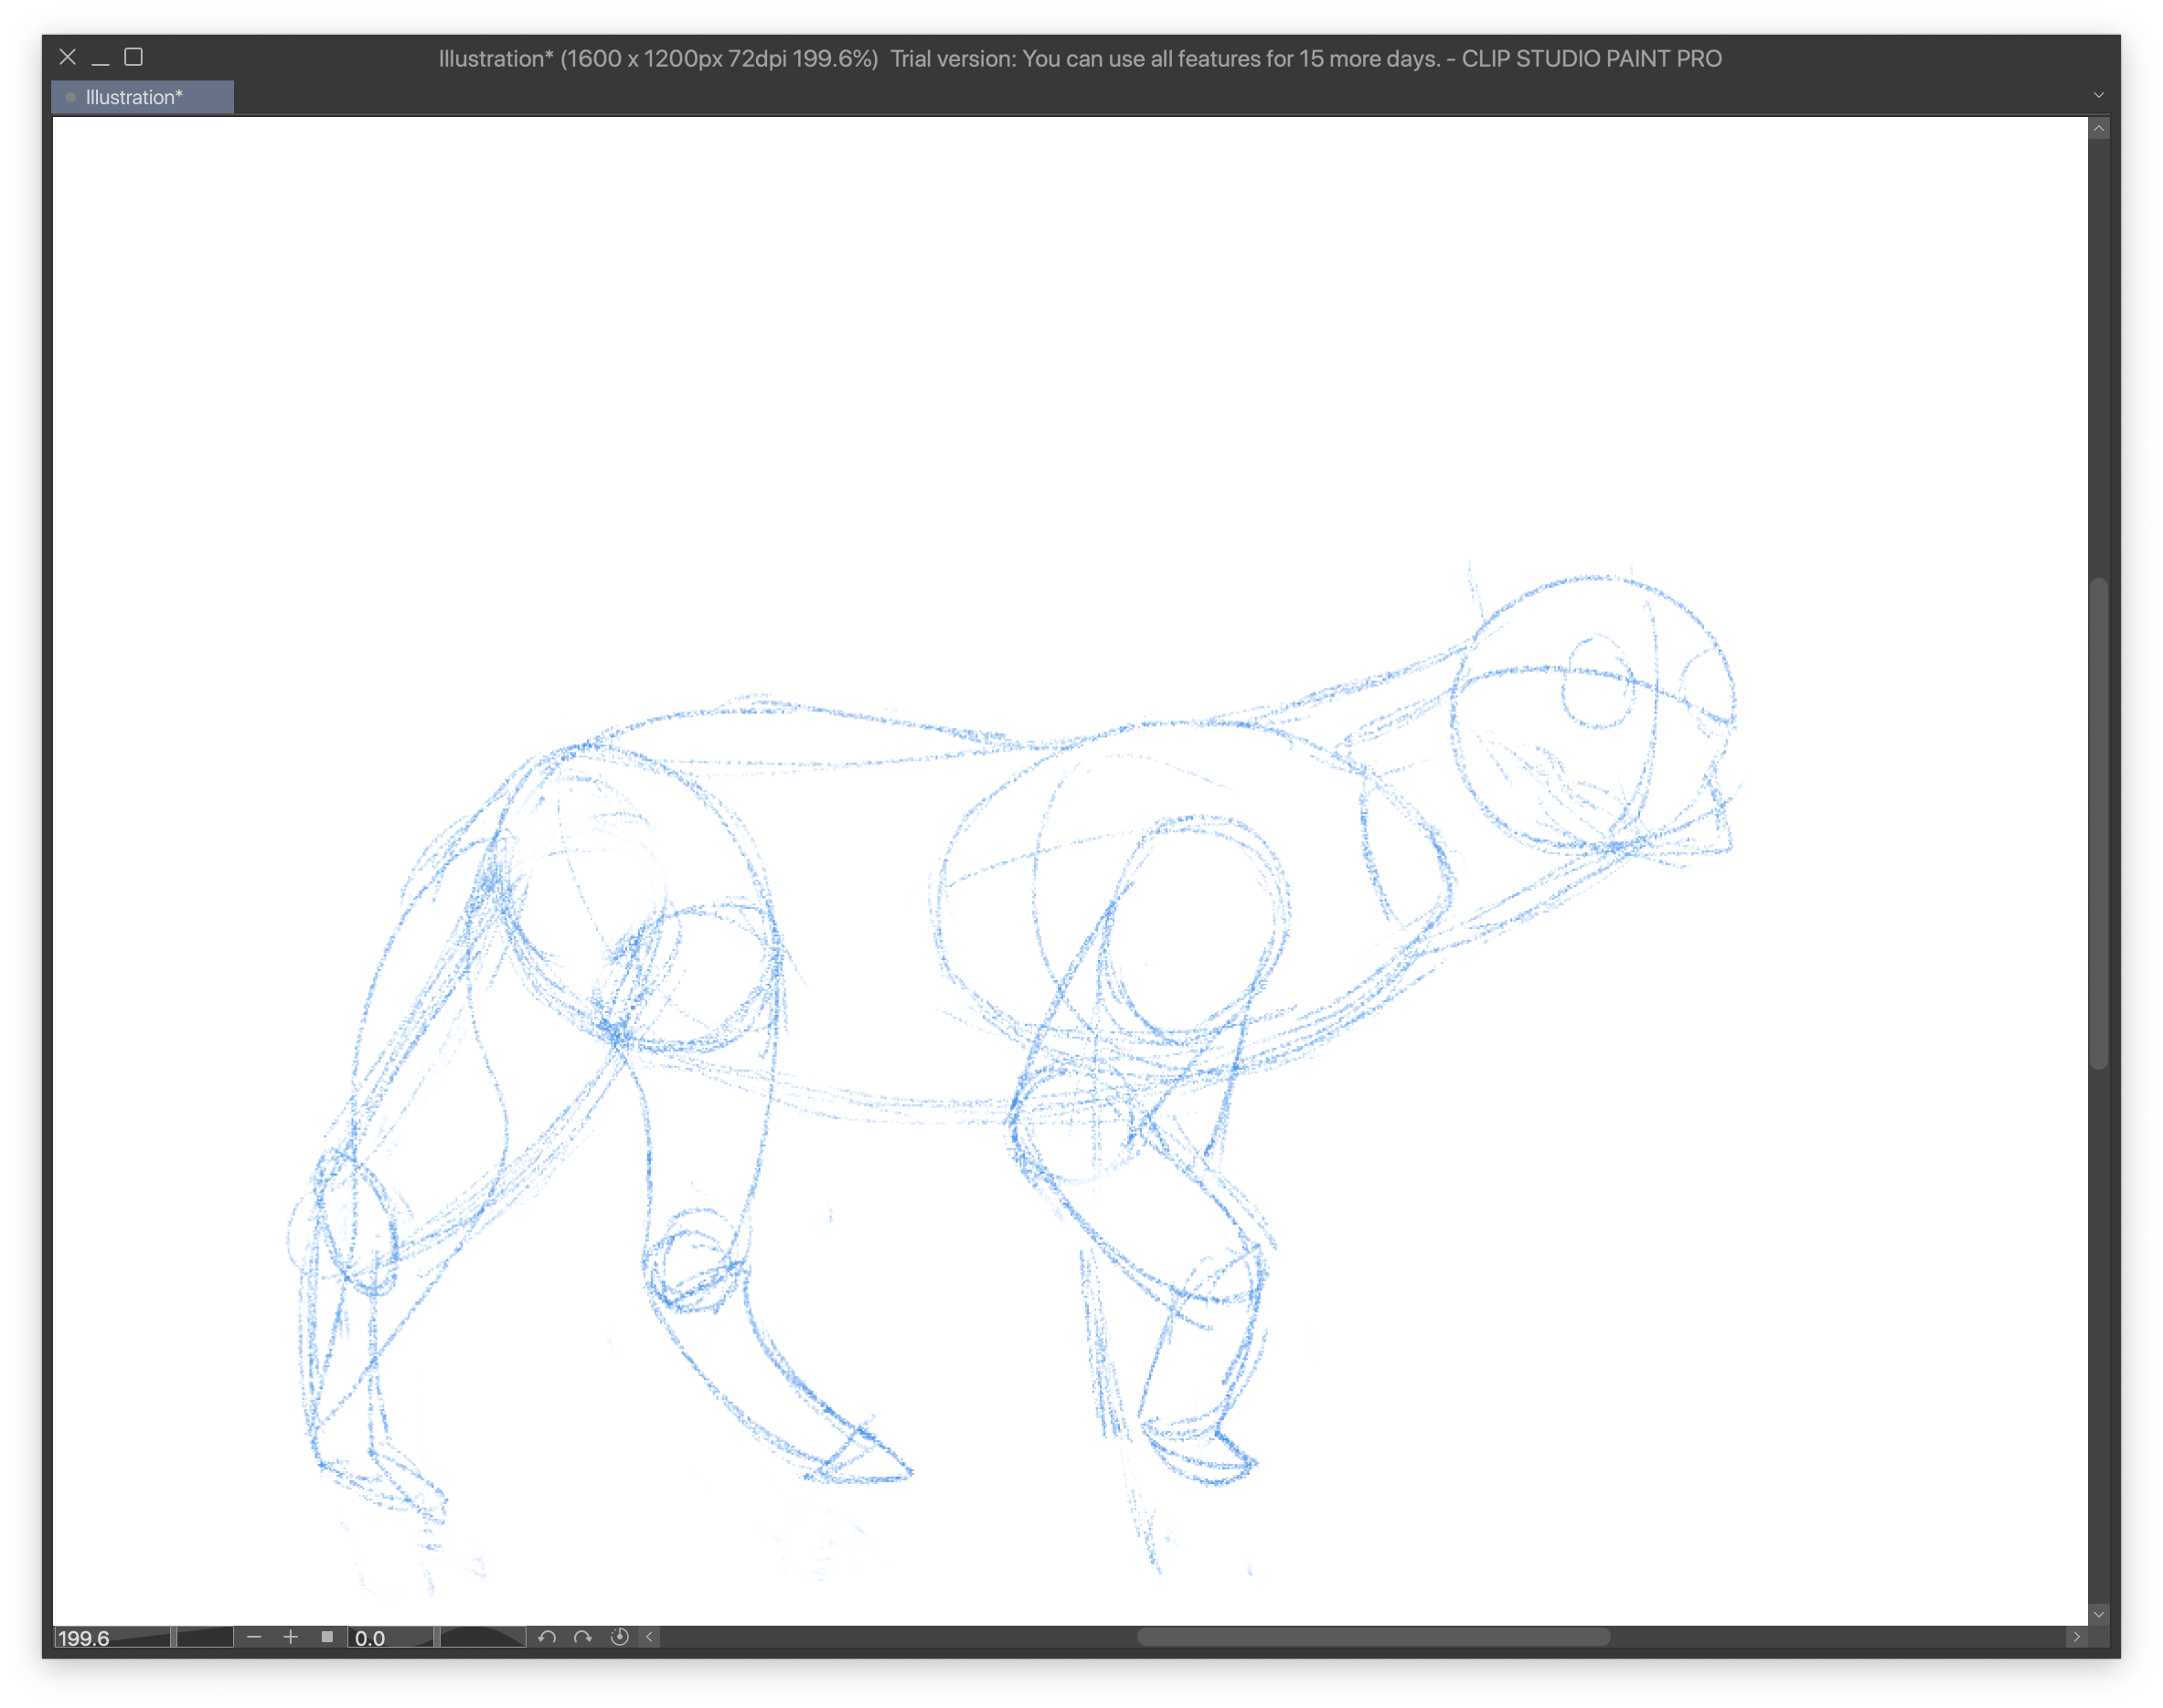 Illustration* (1600 x 1200px 72dpi 199.6%)  Trial version: You can use all features for 15 more days. - CLIP STUDIO PAINT PRO
Illustration*
199.6
0.0